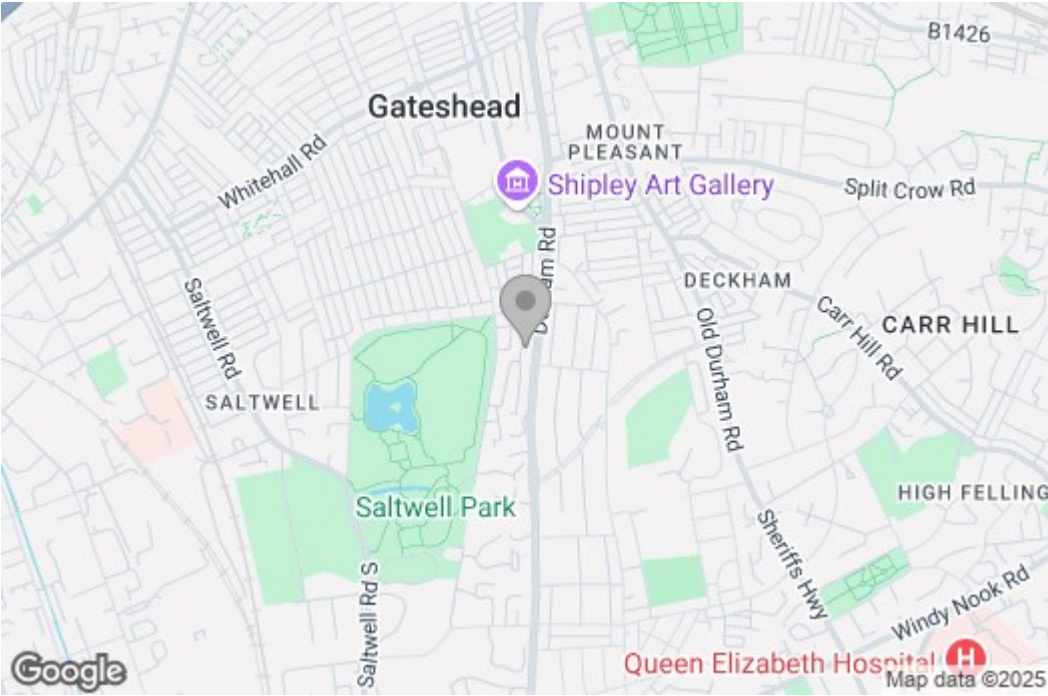 B1426
Gateshead
MOUNT
PLEASANT
Whitehall Rd
Shipley Art Gallery
Split Crow Rd
am Rd
DECKHAM
Saltwell Rd
Carr Hill Rd
CARR HILL
Old Durham Rd
SALTWELL
HIGH FELLING
Saltwell Park
Sheriffs Hwy
Saltwell Rd S
Windy Nook Rd
Queen Elizabeth Hospital
H
Google
Map data ©2025